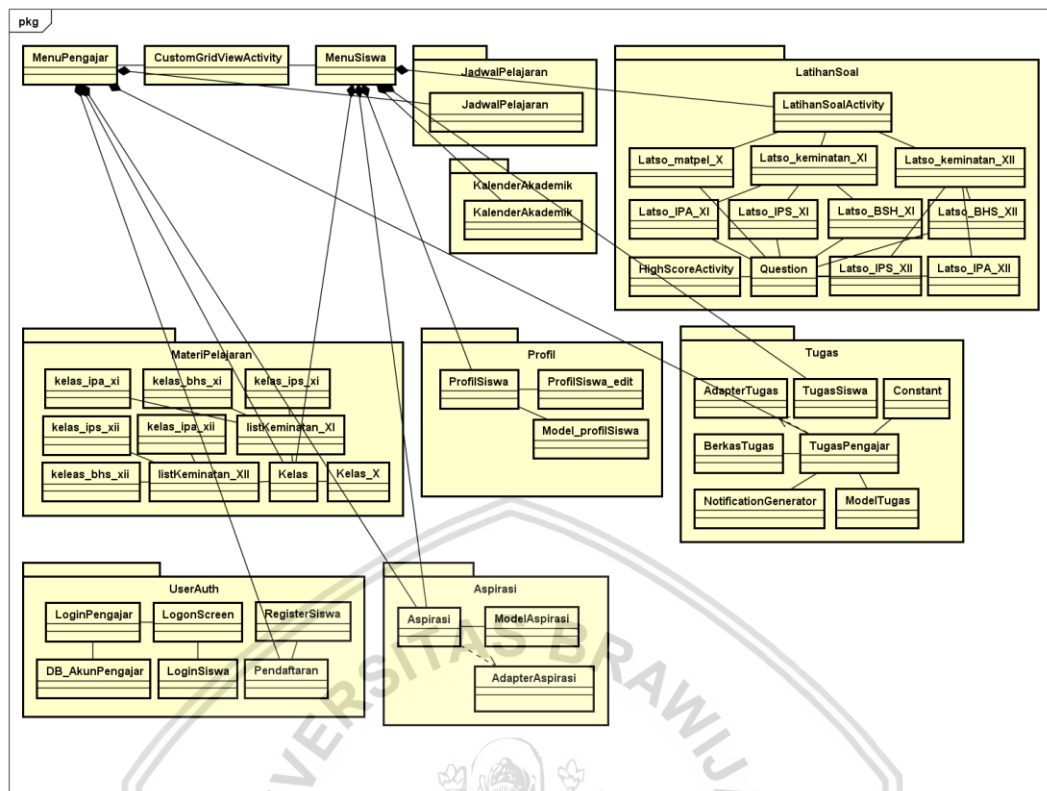 pkg
MenuPengajar
CustomGridViewActivity
MenuSiswa
JadwalPelajaran
JadwalPelajaran
KalenderAkademik
KalenderAkademik
LatihanSoal
LatihanSoalActivity
Latso_matpel_X
Latso_keminatan_XI
Latso_keminatan_XII
Latso_IPA_XI
Latso_IPS_XI
Latso_BSH_XI
Latso_BHS_XII
HighScoreActivity
Question
Latso_IPS_XII
Latso_IPA_XII
MateriPelajaran
kelas_ipa_xi
kelas_bhs_xi
kelas_ips_xi
kelas_ips_xii
kelas_ipa_xii
listKeminatan_XI
keleas_bhs_xii
listKeminatan_XII
Kelas
Kelas_X
Profil
ProfilSiswa
ProfilSiswa_edit
Model_profilSiswa
Tugas
AdapterTugas
TugasSiswa
Constant
BerkasTugas
TugasPengajar
NotificationGenerator
ModelTugas
UserAuth
LoginPengajar
LogonScreen
RegisterSiswa
DB_AkunPengajar
LoginSiswa
Pendaftaran
Aspirasi
Aspirasi
ModelAspirasi
AdapterAspirasi
VERSITAS BRAWIJ